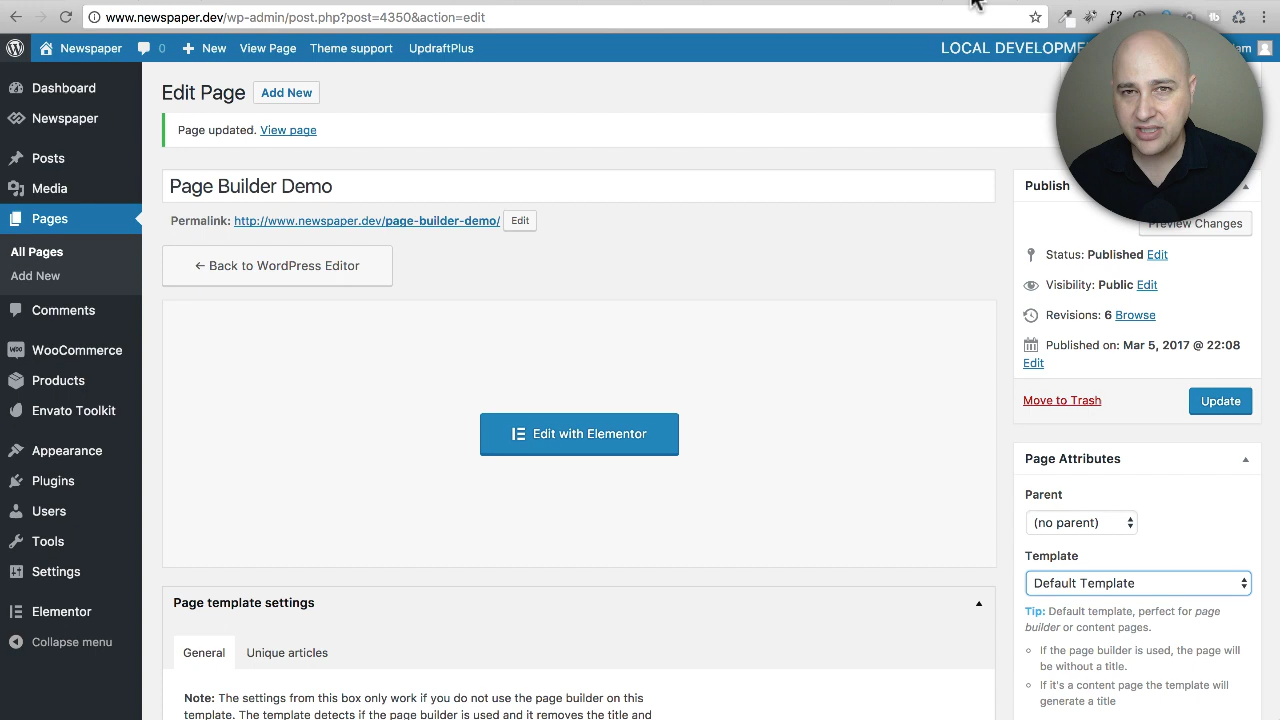 www.newspaper.dev/wp-admin/post.php?post=4350&action=edit
Newspaper 0 New View Page Theme support UpdraftPlus LOCAL DEVELOPME
Dashboard
Newspaper
Posts
Media
Pages
All Pages
Add New
Comments
WooCommerce
Products
Envato Toolkit
Appearance
Plugins
Users
Tools
Settings
Elementor
Collapse menu
Edit Page Add New
Page updated. View page
Page Builder Demo
Permalink: http://www.newspaper.dev/page-builder-demo/ Edit
← Back to WordPress Editor
Edit with Elementor
Page template settings
General Unique articles
Note: The settings from this box only work if you do not use the page builder on this
template. The template detects if the page builder is used and it removes the title and
Publish
Preview Changes
Status: Published Edit
Visibility: Public Edit
Revisions: 6 Browse
Published on: Mar 5, 2017 @ 22:08
Edit
Move to Trash Update
Page Attributes
Parent
(no parent)
Template
Default Template
Tip: Default template, perfect for page
builder or content pages.
If the page builder is used, the page will
be without a title.
If it's a content page the template will
generate a title